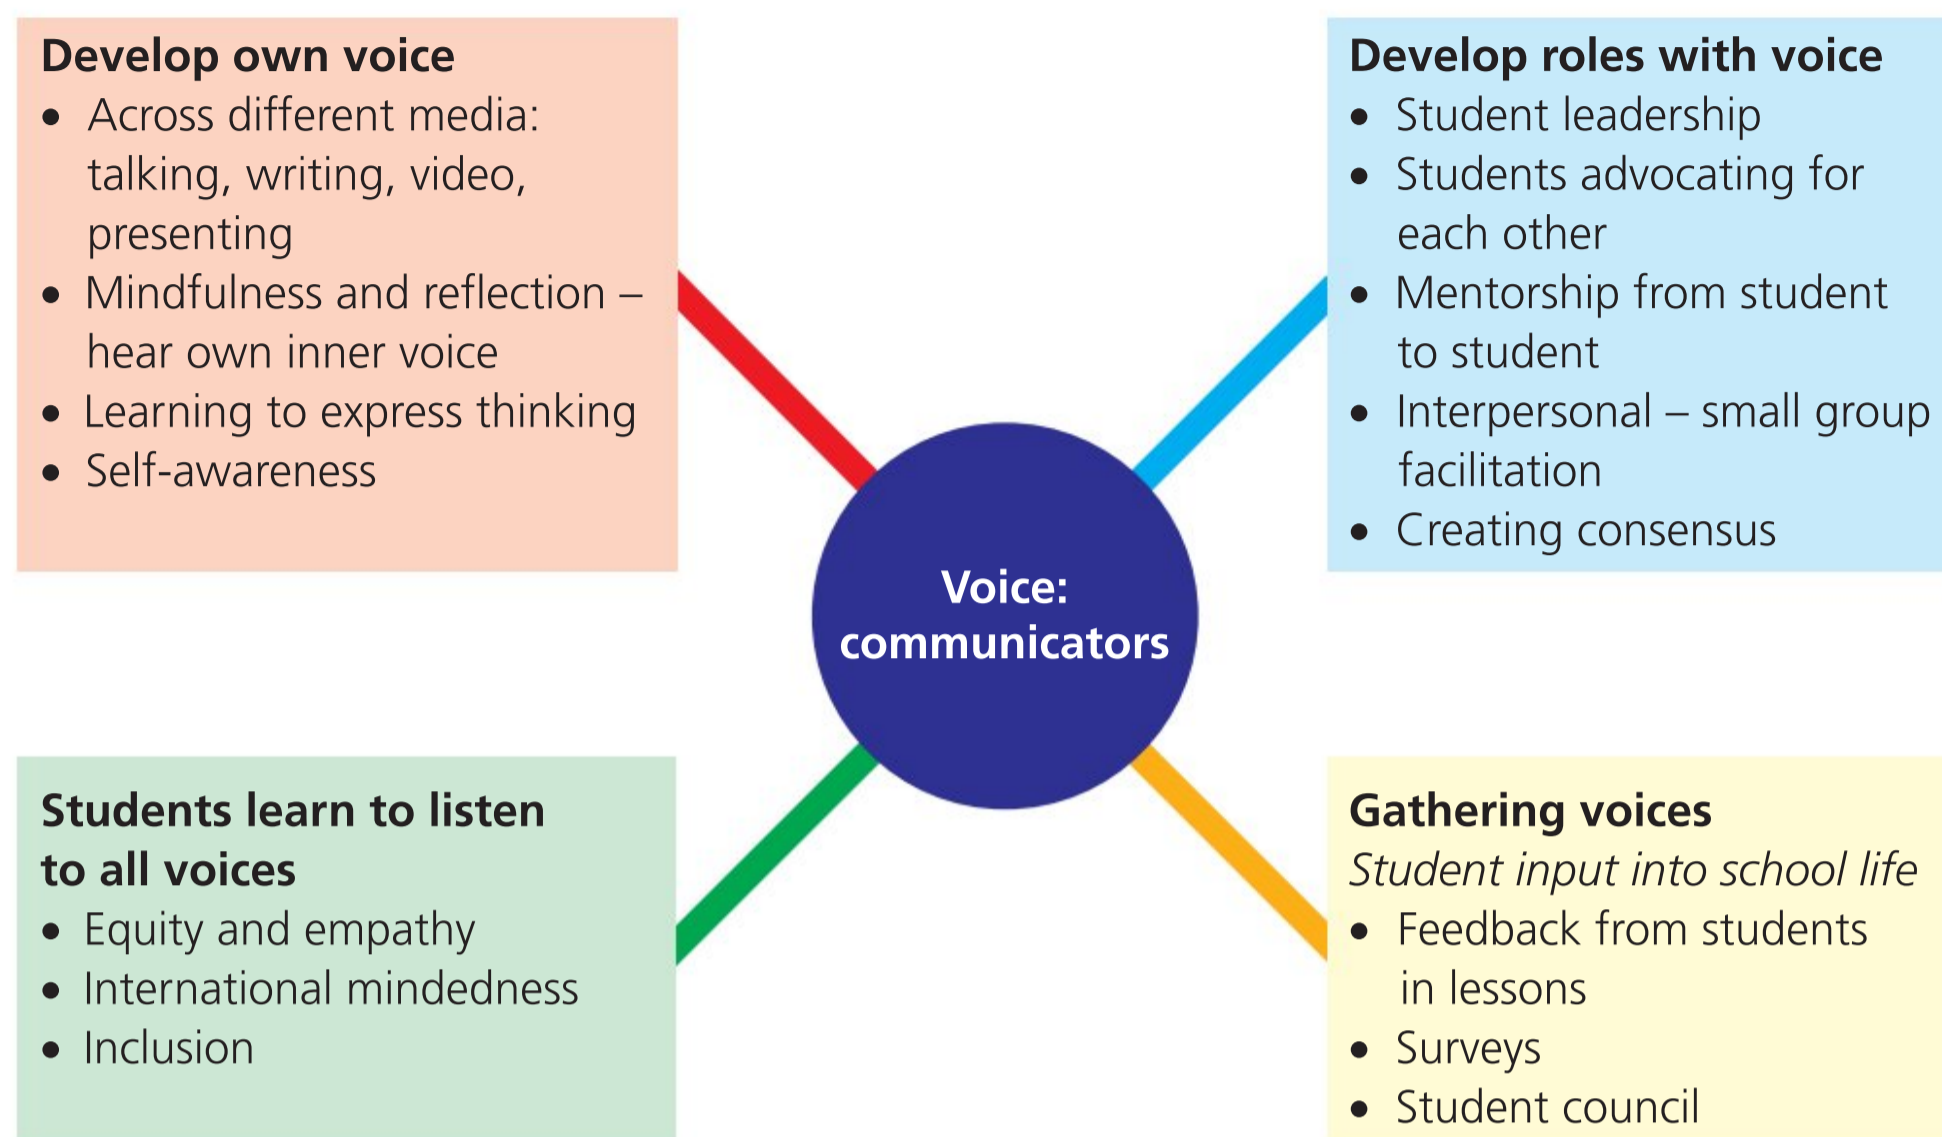 Develop own voice
• Across different media:
talking, writing, video,
presenting
• Mindfulness and reflection –
hear own inner voice
• Learning to express thinking
• Self-awareness
Develop roles with voice
• Student leadership
• Students advocating for
each other
• Mentorship from student
to student
• Interpersonal – small group
facilitation
• Creating consensus
Voice:
communicators
Students learn to listen
to all voices
• Equity and empathy
• International mindedness
• Inclusion
Gathering voices
Student input into school life
• Feedback from students
in lessons
• Surveys
• Student council